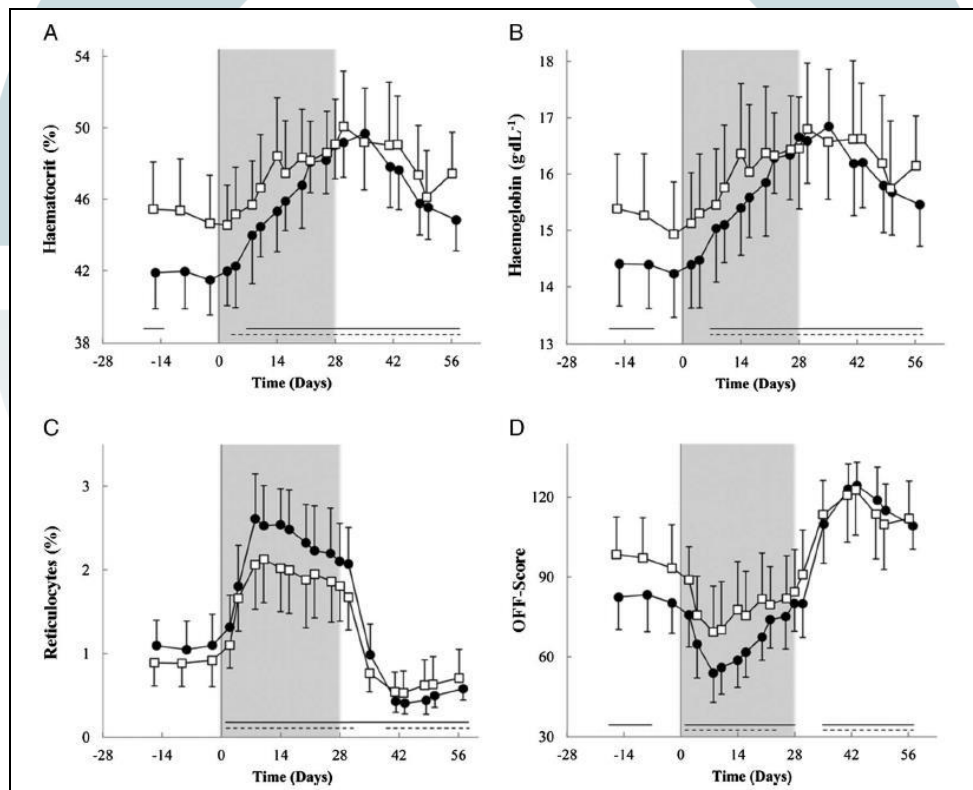 A
54
50
46
42
38
Haematocrit (%)
-28 -14 0 14 28 42 56
Time (Days)
B
18
17
16
15
14
13
Haemoglobin (g·dL⁻¹)
-28 -14 0 14 28 42 56
Time (Days)
C
3
2
1
0
Reticulocytes (%)
-28 -14 0 14 28 42 56
Time (Days)
D
120
90
60
30
OFF-Score
-28 -14 0 14 28 42 56
Time (Days)